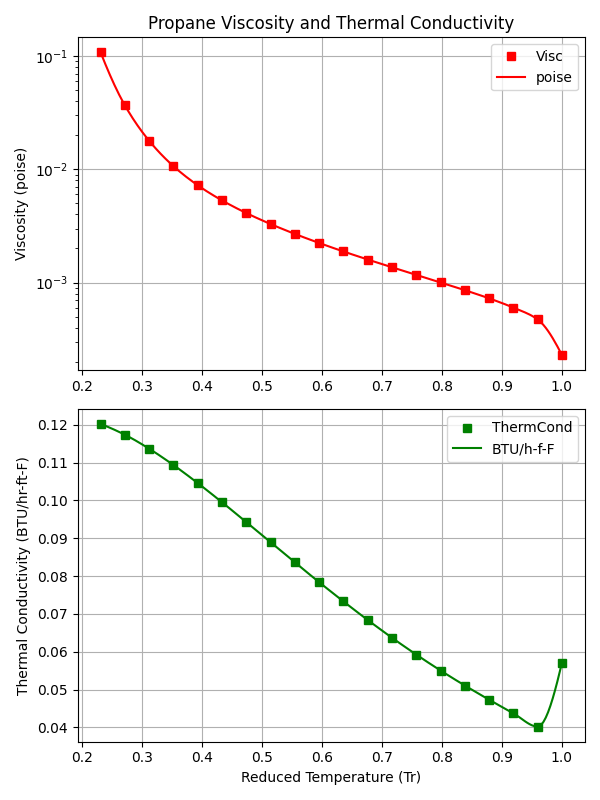 Propane Viscosity and Thermal Conductivity
Viscosity (poise)
10⁻¹
10⁻²
10⁻³
Visc
poise
0.2 0.3 0.4 0.5 0.6 0.7 0.8 0.9 1.0
Thermal Conductivity (BTU/hr-ft-F)
0.12
0.11
0.10
0.09
0.08
0.07
0.06
0.05
0.04
ThermCond
BTU/h-f-F
0.2 0.3 0.4 0.5 0.6 0.7 0.8 0.9 1.0
Reduced Temperature (Tr)